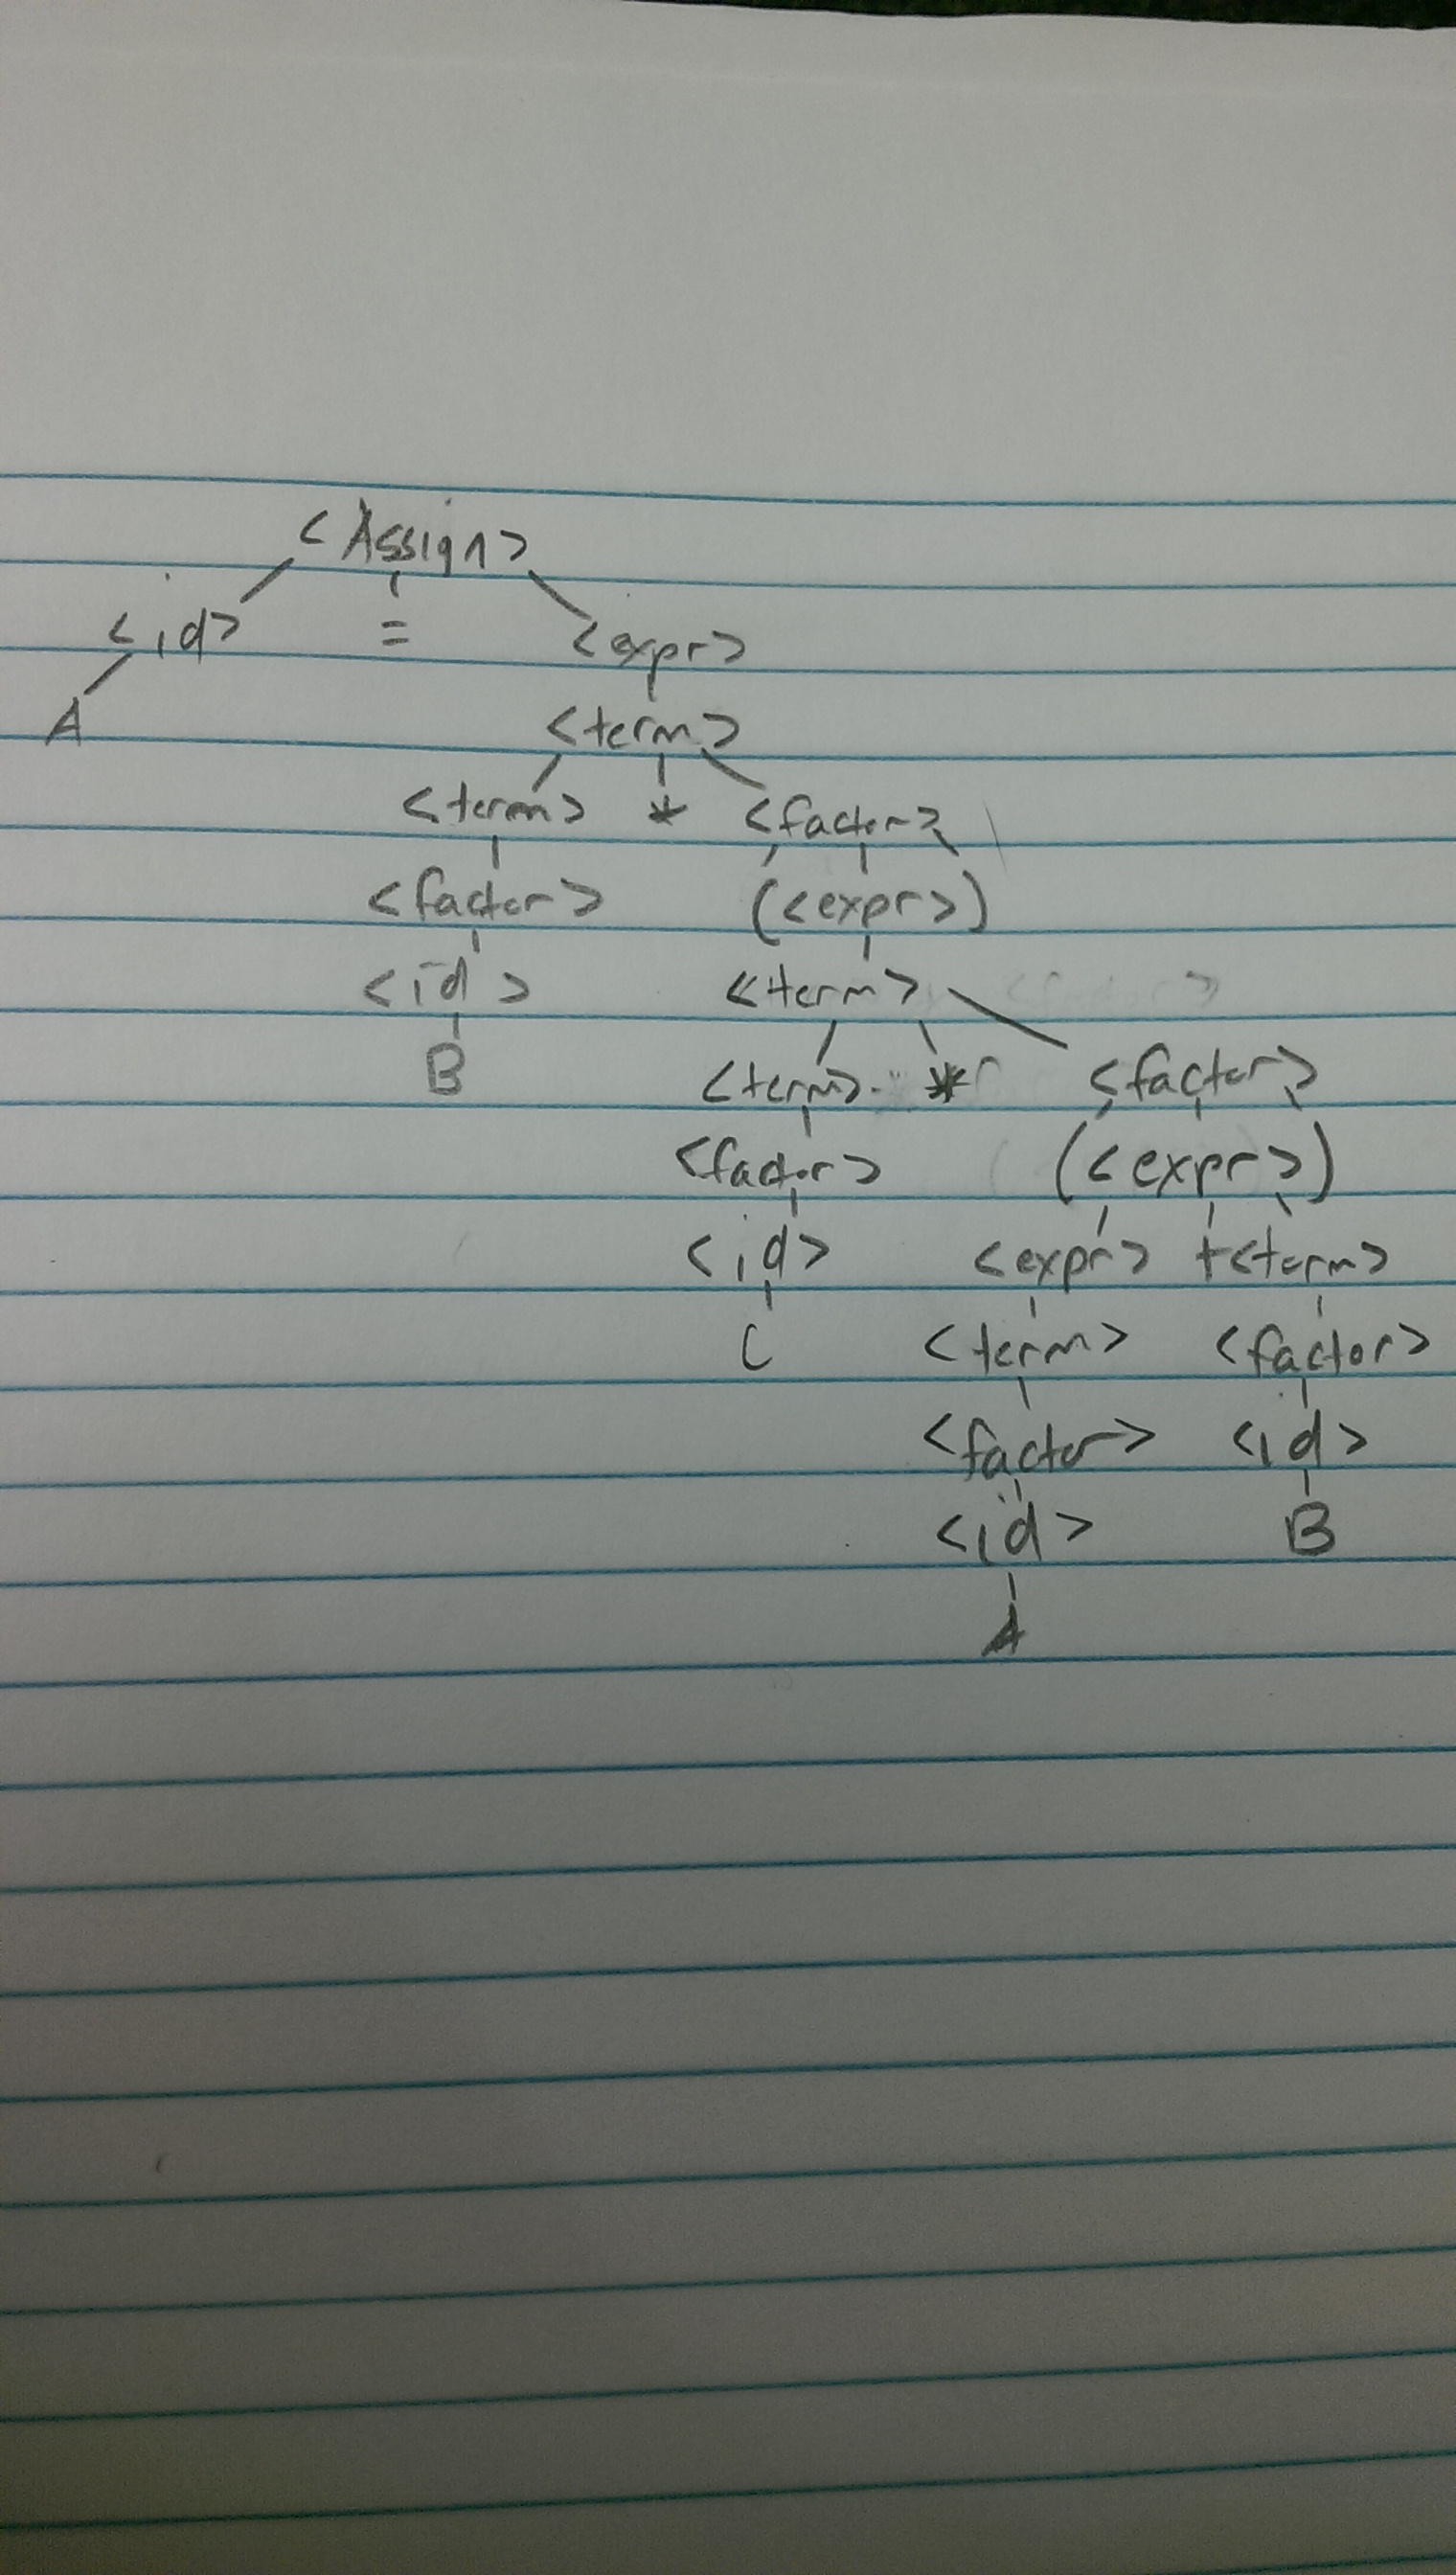 <Assign>
<id> = <expr>
A <term>
<term> * <factor>
<factor> (<expr>)
<id> <term>
B <term> * <factor>
<factor> (<expr>)
<id> <expr> + <term>
C <term> <factor>
<factor> <id>
<id> B
A